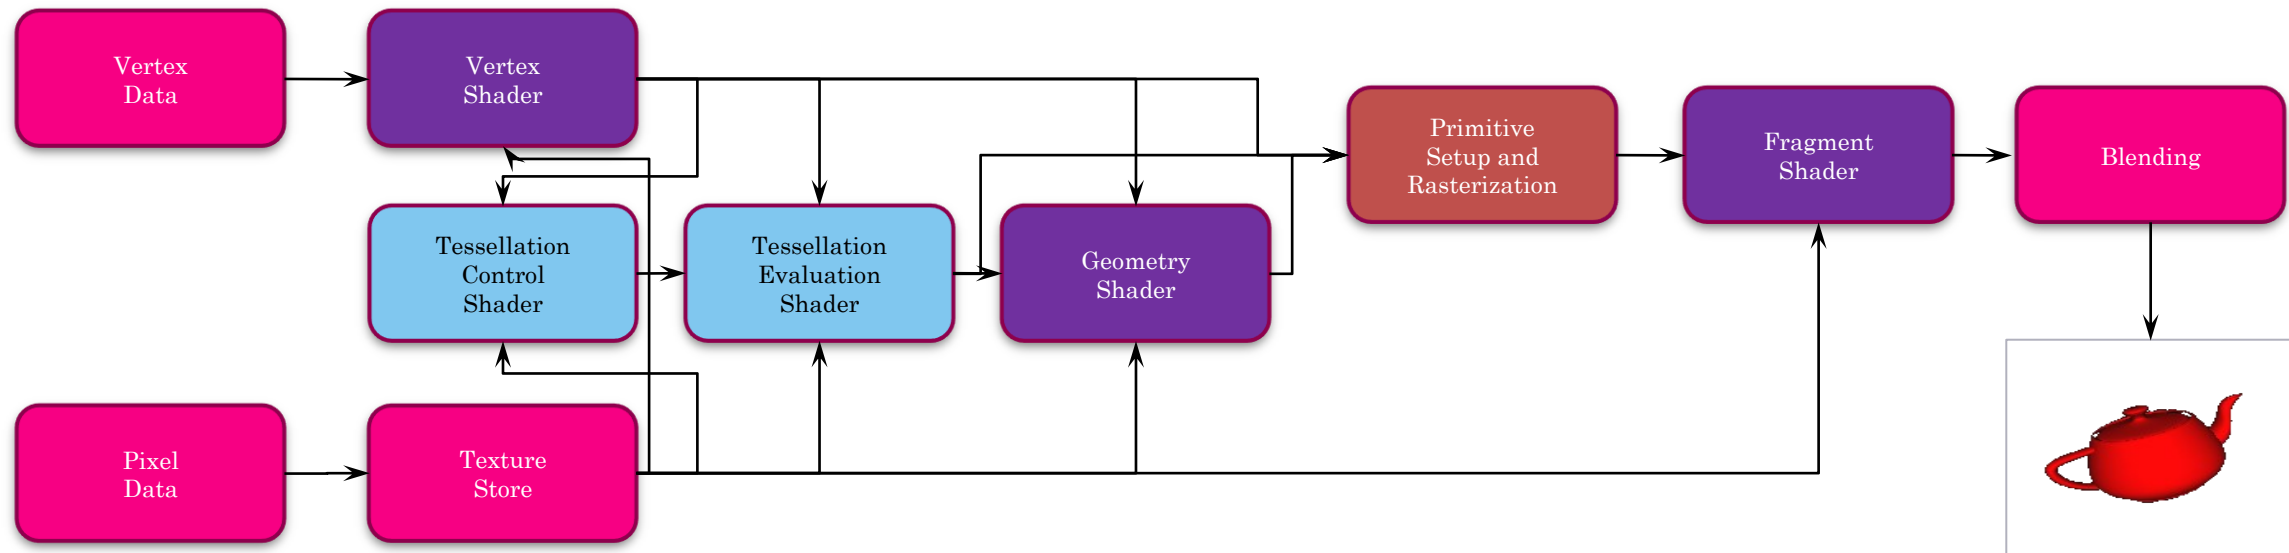 Vertex
Data
Vertex
Shader
Primitive
Setup and
Rasterization
Fragment
Shader
Blending
Tessellation
Control
Shader
Tessellation
Evaluation
Shader
Geometry
Shader
Pixel
Data
Texture
Store